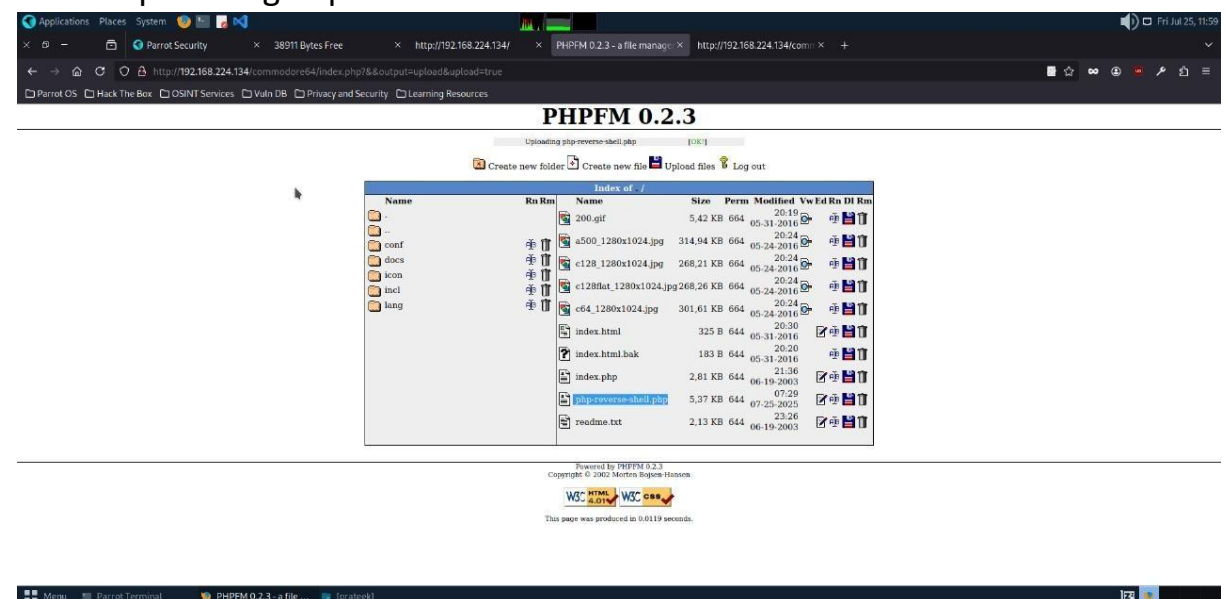 Applications Places System Fri Jul 25, 11:59
Parrot Security × 38911 Bytes Free × http://192.168.224.134/ × PHPFM 0.2.3 - a file manage × http://192.168.224.134/com × +
http://192.168.224.134/commodore64/index.php?&&output=upload&upload=true
Parrot OS Hack The Box OSINT Services Vuln DB Privacy and Security Learning Resources
PHPFM 0.2.3
Uploading php-reverse-shell.php [OK!]
Create new folder Create new file Upload files Log out
Index of ./
Name Rn Rm
.
..
conf
docs
icon
incl
lang
Name Size Perm Modified Vw Ed Rn Dl Rm
200.gif 5,42 KB 664 20:19 05-31-2016
a500_1280x1024.jpg 314,94 KB 664 20:24 05-24-2016
c128_1280x1024.jpg 268,21 KB 664 20:24 05-24-2016
c128flat_1280x1024.jpg 268,26 KB 664 20:24 05-24-2016
c64_1280x1024.jpg 301,61 KB 664 20:24 05-24-2016
index.html 325 B 644 20:30 05-31-2016
index.html.bak 183 B 644 20:20 05-31-2016
index.php 2,81 KB 644 21:36 06-19-2003
php-reverse-shell.php 5,37 KB 644 07:29 07-25-2025
readme.txt 2,13 KB 644 23:26 06-19-2003
Powered by PHPFM 0.2.3
Copyright © 2002 Morten Bojsen-Hansen
W3C HTML 4.01 W3C css
This page was produced in 0.0119 seconds.
Menu Parrot Terminal PHPFM 0.2.3 - a file ...